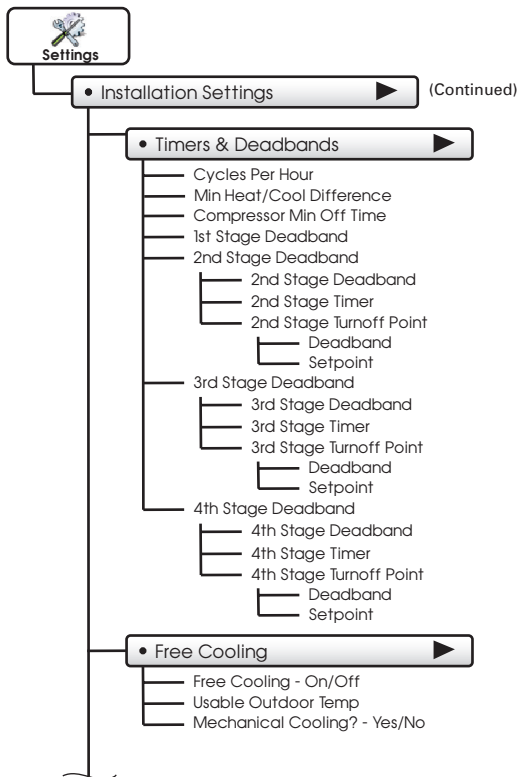 Settings
• Installation Settings (Continued)
• Timers & Deadbands
Cycles Per Hour
Min Heat/Cool Difference
Compressor Min Off Time
1st Stage Deadband
2nd Stage Deadband
2nd Stage Deadband
2nd Stage Timer
2nd Stage Turnoff Point
Deadband
Setpoint
3rd Stage Deadband
3rd Stage Deadband
3rd Stage Timer
3rd Stage Turnoff Point
Deadband
Setpoint
4th Stage Deadband
4th Stage Deadband
4th Stage Timer
4th Stage Turnoff Point
Deadband
Setpoint
• Free Cooling
Free Cooling - On/Off
Usable Outdoor Temp
Mechanical Cooling? - Yes/No